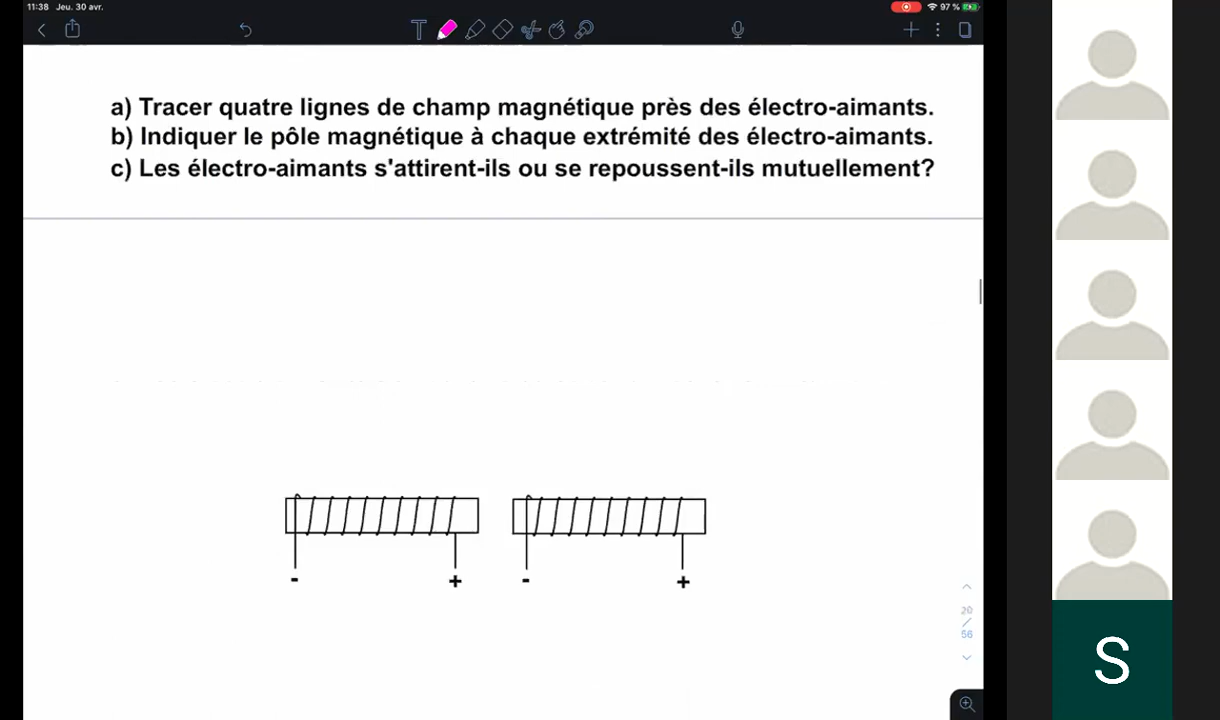 11:38 Jeu. 30 avr.
97 %
T
a) Tracer quatre lignes de champ magnétique près des électro-aimants.
b) Indiquer le pôle magnétique à chaque extrémité des électro-aimants.
c) Les électro-aimants s'attirent-ils ou se repoussent-ils mutuellement?
- + - +
20
/
56
S